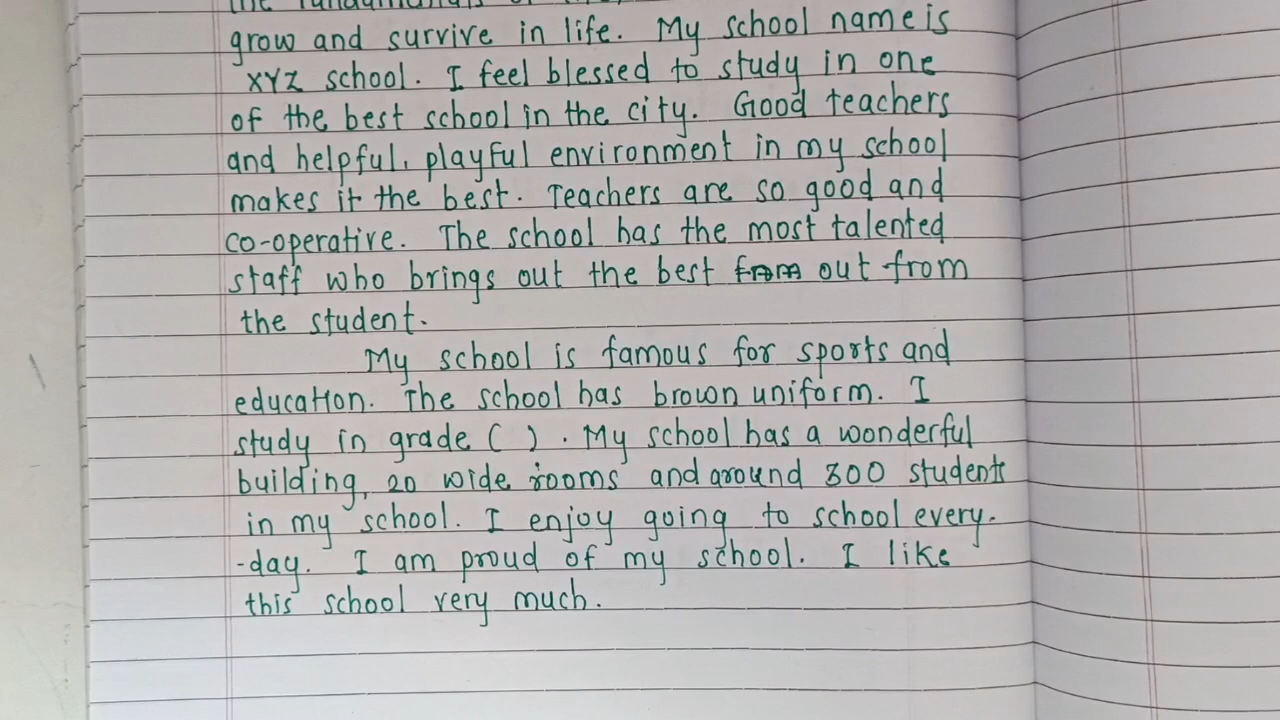 the fundamentals of
grow and survive in life. My school name is
XYZ school. I feel blessed to study in one
of the best school in the city. Good teachers
and helpful, playful environment in my school
makes it the best. Teachers are so good and
co-operative. The school has the most talented
staff who brings out the best from out from
the student.
My school is famous for sports and
education. The school has brown uniform. I
study in grade ( ). My school has a wonderful
building, 20 wide rooms and around 300 students
in my school. I enjoy going to school every-
-day. I am proud of my school. I like
this school very much.